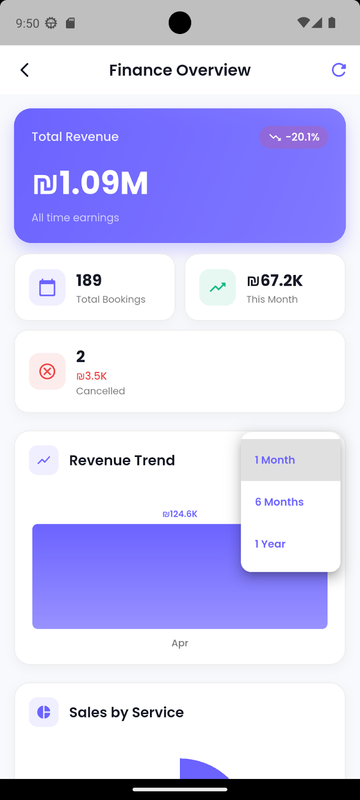 9:50
Finance Overview
Total Revenue
-20.1%
₪1.09M
All time earnings
189
Total Bookings
₪67.2K
This Month
2
₪3.5K
Cancelled
Revenue Trend
1 Month
6 Months
1 Year
₪124.6K
Apr
Sales by Service